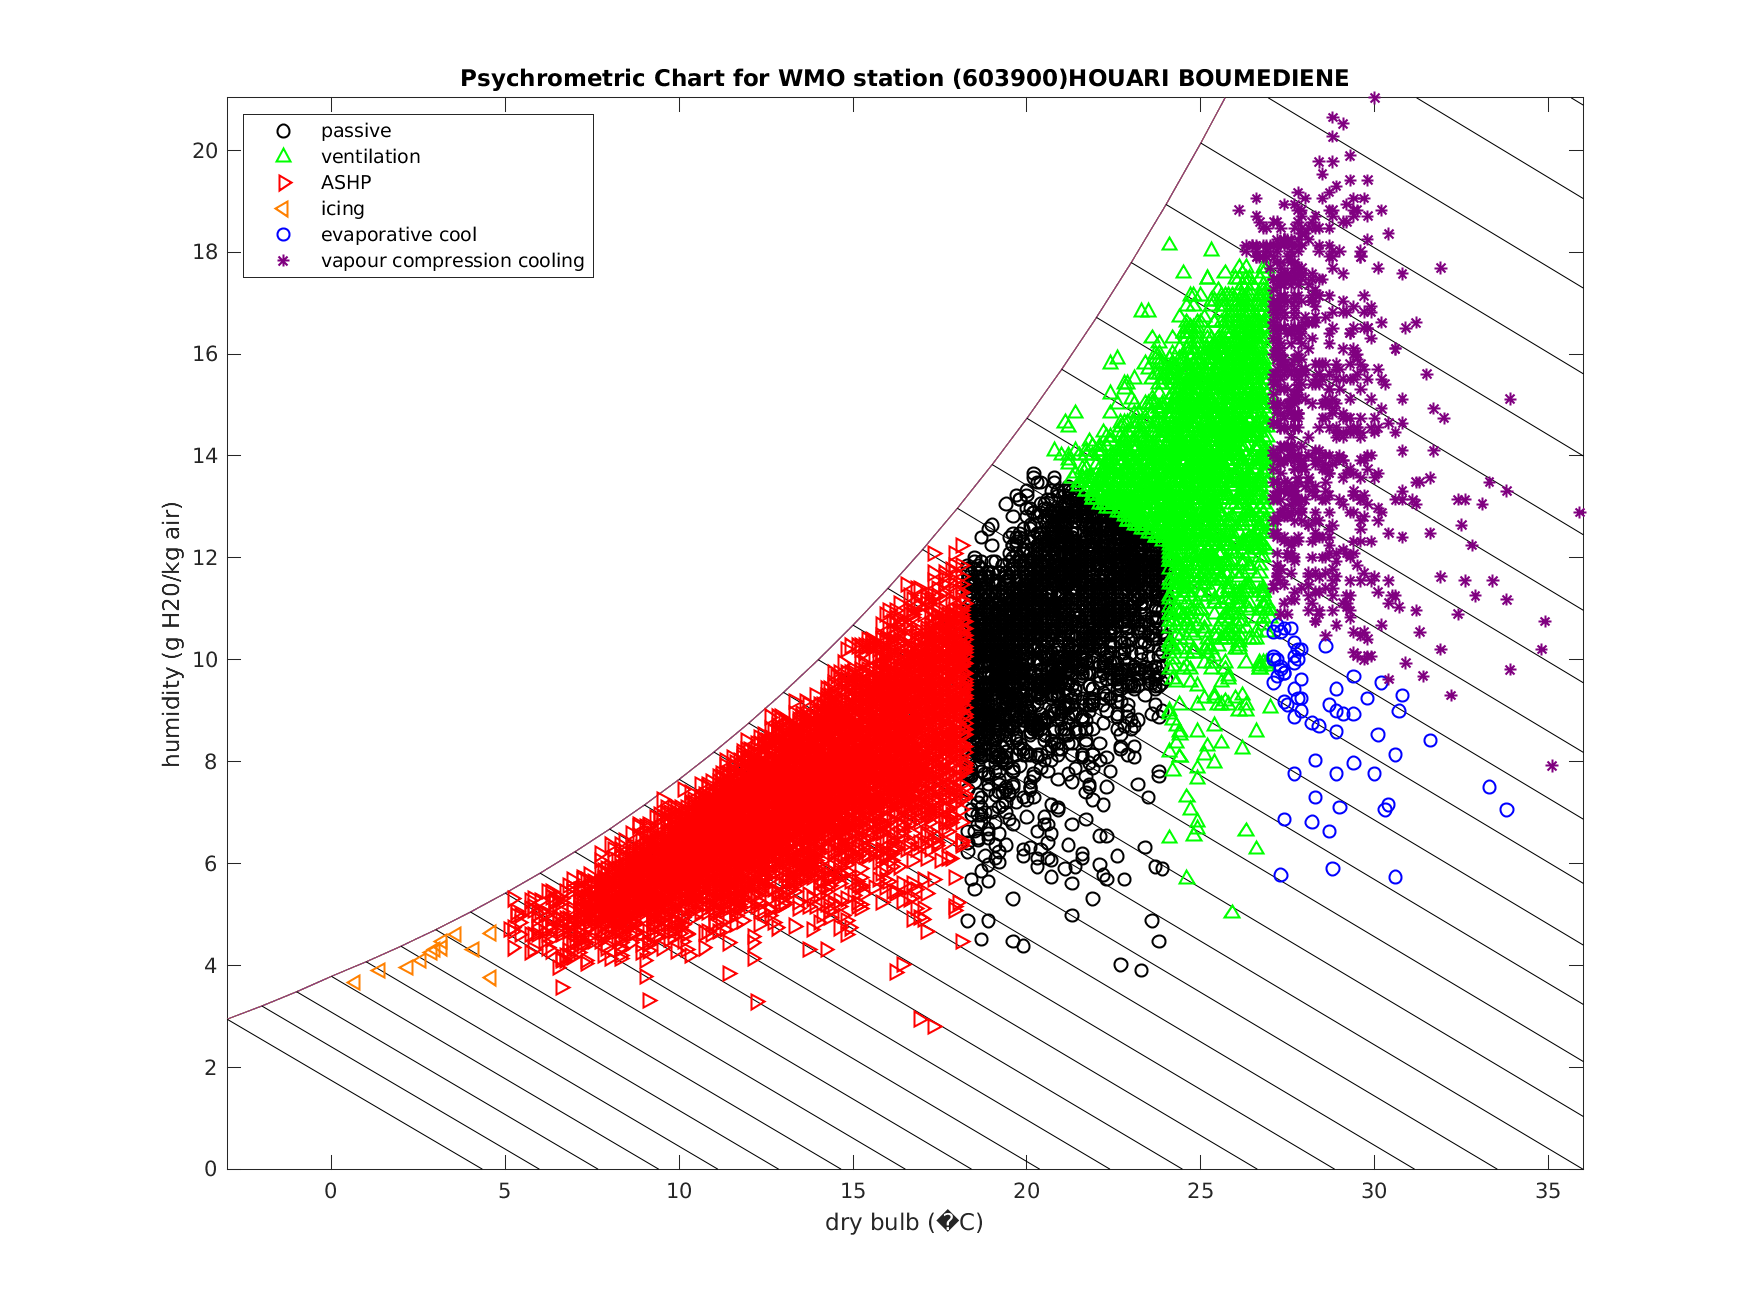 Psychrometric Chart for WMO station (603900)HOUARI BOUMEDIENE
passive
ventilation
ASHP
icing
evaporative cool
vapour compression cooling
humidity (g H20/kg air)
20
18
16
14
12
10
8
6
4
2
0
0 5 10 15 20 25 30 35
dry bulb (�C)